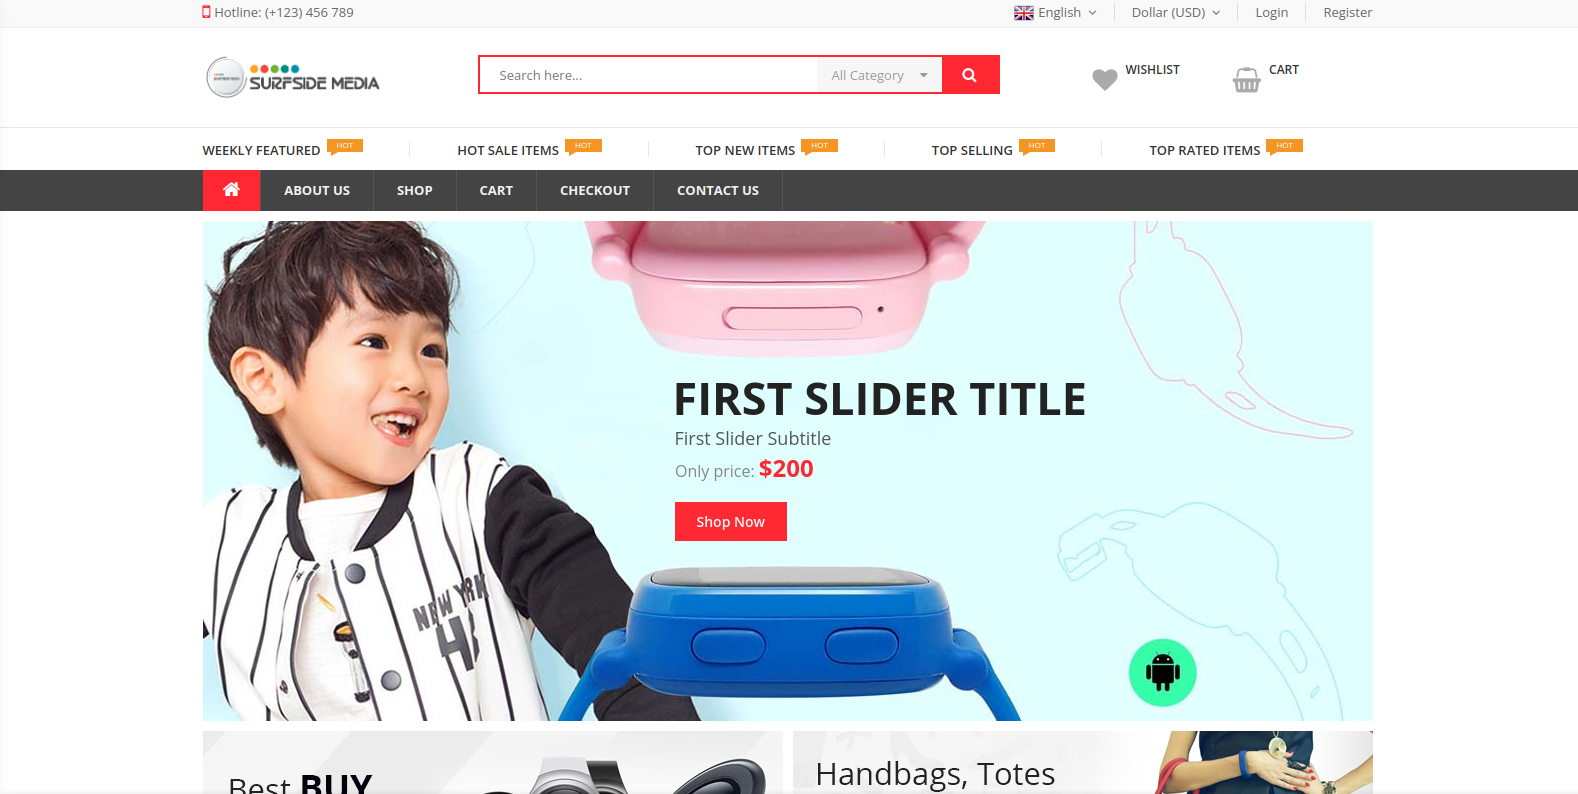 Hotline: (+123) 456 789
English
Dollar (USD)
Login
Register
SURFSIDE MEDIA
Search here...
All Category
WISHLIST
CART
WEEKLY FEATURED HOT
HOT SALE ITEMS HOT
TOP NEW ITEMS HOT
TOP SELLING HOT
TOP RATED ITEMS HOT
ABOUT US
SHOP
CART
CHECKOUT
CONTACT US
FIRST SLIDER TITLE
First Slider Subtitle
Only price: $200
Shop Now
NEW YORK
Best BUY
Handbags, Totes